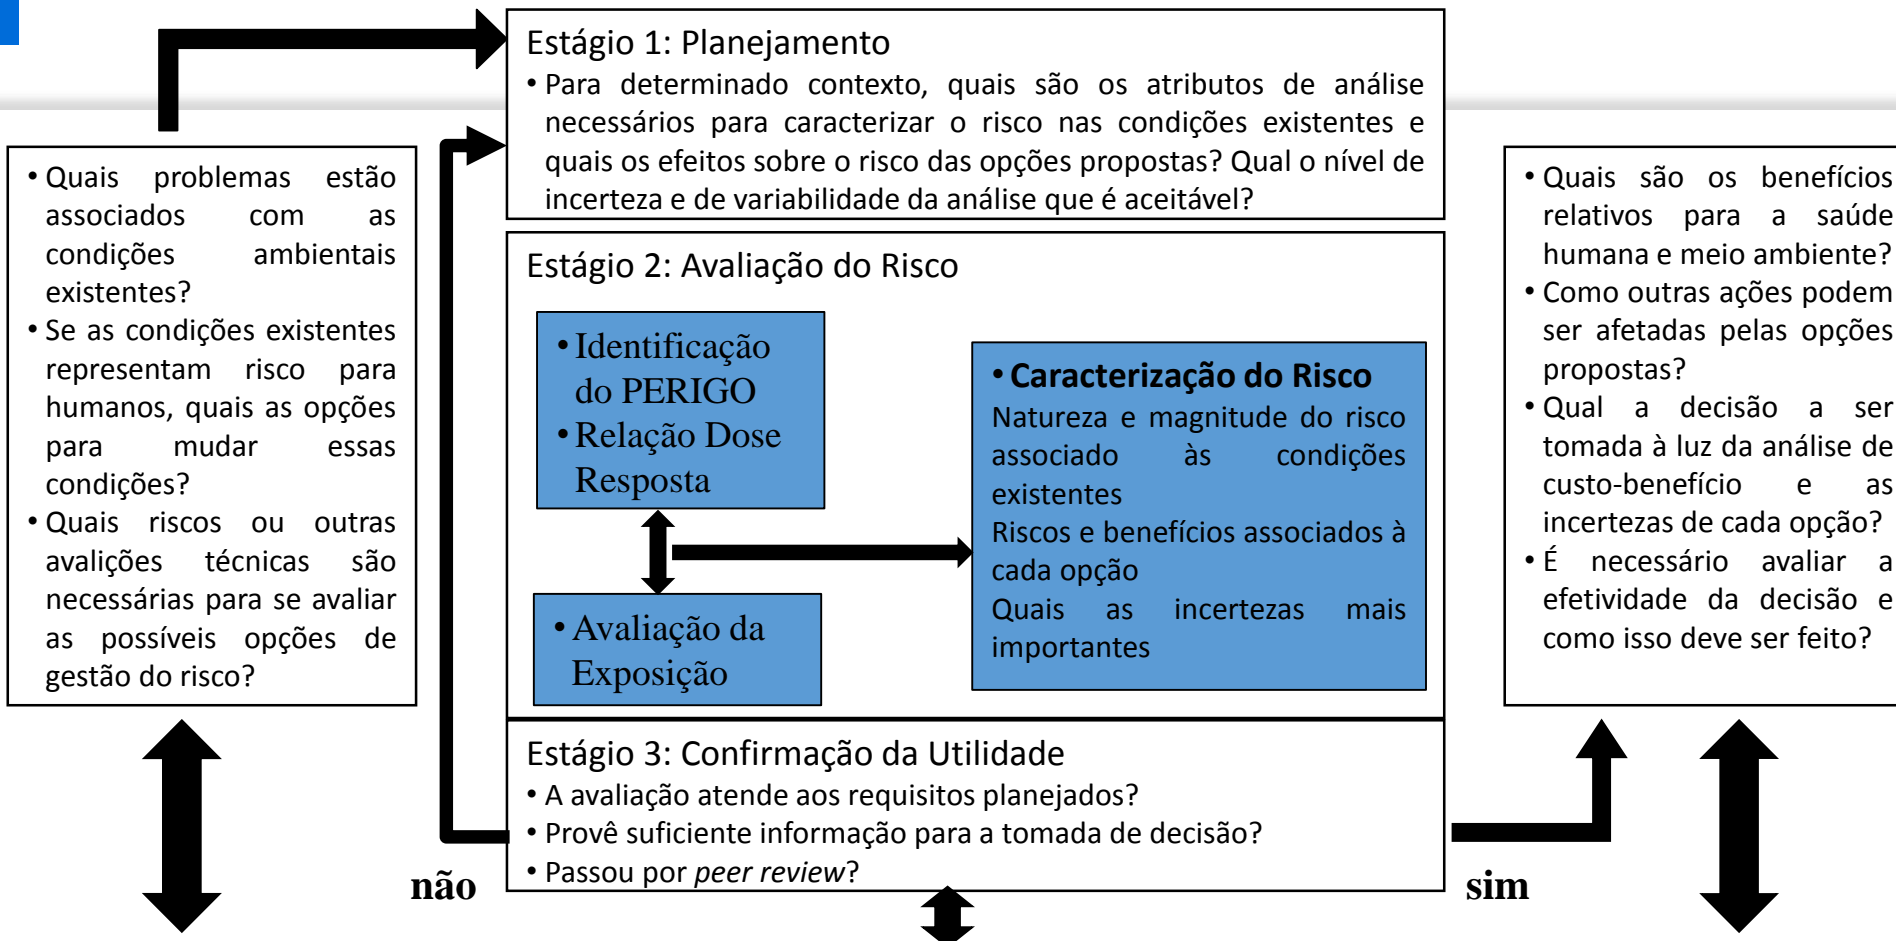 • Quais problemas estão
associados com as
condições ambientais
existentes?
• Se as condições existentes
representam risco para
humanos, quais as opções
para mudar essas
condições?
• Quais riscos ou outras
avalições técnicas são
necessárias para se avaliar
as possíveis opções de
gestão do risco?
Estágio 1: Planejamento
• Para determinado contexto, quais são os atributos de análise
necessários para caracterizar o risco nas condições existentes e
quais os efeitos sobre o risco das opções propostas? Qual o nível de
incerteza e de variabilidade da análise que é aceitável?
Estágio 2: Avaliação do Risco
• Identificação
do PERIGO
• Relação Dose
Resposta
• Avaliação da
Exposição
• Caracterização do Risco
Natureza e magnitude do risco
associado às condições
existentes
Riscos e benefícios associados à
cada opção
Quais as incertezas mais
importantes
Estágio 3: Confirmação da Utilidade
• A avaliação atende aos requisitos planejados?
• Provê suficiente informação para a tomada de decisão?
• Passou por peer review?
não
sim
• Quais são os benefícios
relativos para a saúde
humana e meio ambiente?
• Como outras ações podem
ser afetadas pelas opções
propostas?
• Qual a decisão a ser
tomada à luz da análise de
custo-benefício e as
incertezas de cada opção?
• É necessário avaliar a
efetividade da decisão e
como isso deve ser feito?